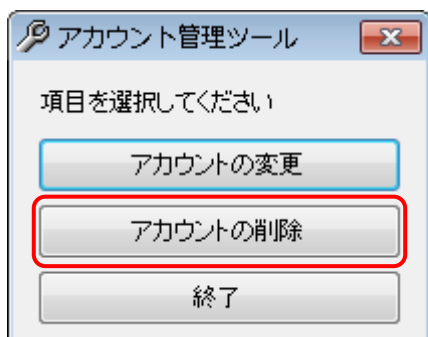 アカウント管理ツール
項目を選択してください
アカウントの変更
アカウントの削除
終了